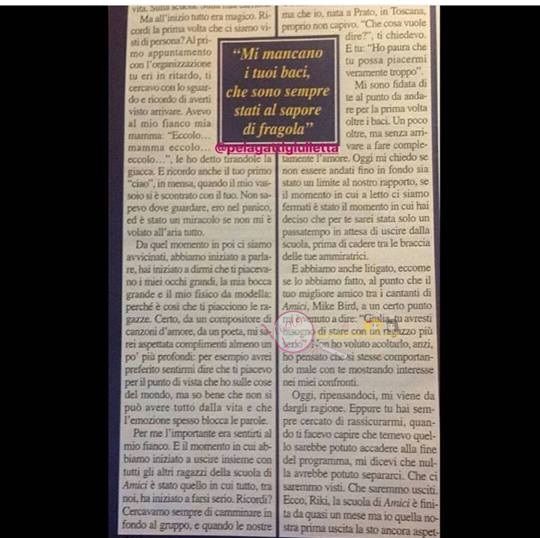 vita. Sulla scuola.
Ma all'inizio tutto era magico. Ri-
cordi la prima volta che ci siamo vi-
sti di persona? Al pri-
mo appuntamento
con l'organizzazione
tu eri in ritardo, ti
cercavo con lo sguar-
do e ricordo di averti
visto arrivare. Avevo
al mio fianco mia
mamma: "Eccolo...
mamma eccolo...
eccolo...", le ho detto tirandole la
giacca. E ricordo anche il tuo primo
"ciao", in mensa, quando il mio vas-
soio si è scontrato con il tuo. Non sa-
pevo dove guardare, ero nel panico,
ed è stato un miracolo se non mi è
volato all'aria tutto.
Da quel momento in poi ci siamo
avvicinati, abbiamo iniziato a parla-
re, hai iniziato a dirmi che ti piaceva-
no i miei occhi grandi, la mia bocca
grande e il mio fisico da modella:
perché è così che ti piacciono le ra-
gazze. Certo, da un compositore di
canzoni d'amore, da un poeta, mi sa-
rei aspettata complimenti almeno un
po' più profondi: per esempio avrei
preferito sentirmi dire che ti piacevo
per il punto di vista che ho sulle cose
del mondo, ma so bene che non si
può avere tutto dalla vita e che
l'emozione spesso blocca le parole.
Per me l'importante era sentirti al
mio fianco. E il momento in cui ab-
biamo iniziato a uscire insieme con
tutti gli altri ragazzi della scuola di
Amici è stato quello in cui tutto, tra
noi, ha iniziato a farsi serio. Ricordi?
Cercavamo sempre di camminare in
fondo al gruppo, e quando le nostre
"Mi mancano
i tuoi baci,
che sono sempre
stati al sapore
di fragola"
@pelagattigiulietta
ma che io, nata a Prato, in Toscana,
proprio non capivo. "Che cosa vuole
dire?", ti chiedevo.
E tu: "Ho paura che
tu possa piacermi
veramente troppo".
Mi sono fidata di
te al punto da anda-
re per la prima volta
oltre i baci. Un poco
oltre, ma senza arri-
vare a fare comple-
tamente l'amore. Oggi mi chiedo se
non essere andati fino in fondo sia
stato un limite al nostro rapporto, se
il momento in cui a letto ci siamo
fermati è stato il momento in cui hai
deciso che per te sarei stata solo un
passatempo in attesa di uscire dalla
scuola, prima di cadere tra le braccia
delle tue ammiratrici.
E abbiamo anche litigato, eccome
se lo abbiamo fatto, al punto che il
tuo migliore amico tra i cantanti di
Amici, Mike Bird, a un certo punto
mi è venuto a dire: "Giulia, tu avresti
bisogno di stare con un ragazzo più
serio". Non ho voluto ascoltarlo, anzi,
ho pensato che si stesse comportan-
do male con te mostrando interesse
nei miei confronti.
Oggi, ripensandoci, mi viene da
dargli ragione. Eppure tu hai sem-
pre cercato di rassicurarmi, quan-
do ti facevo capire che temevo quel-
lo sarebbe potuto accadere alla fine
del programma, mi dicevi che nul-
la avrebbe potuto separarci. Che ci
saremmo visti. Che saremmo usciti.
Ecco, Riki, la scuola di Amici è fini-
ta da quasi un mese ma io quella no-
stra prima uscita la sto ancora aspet-